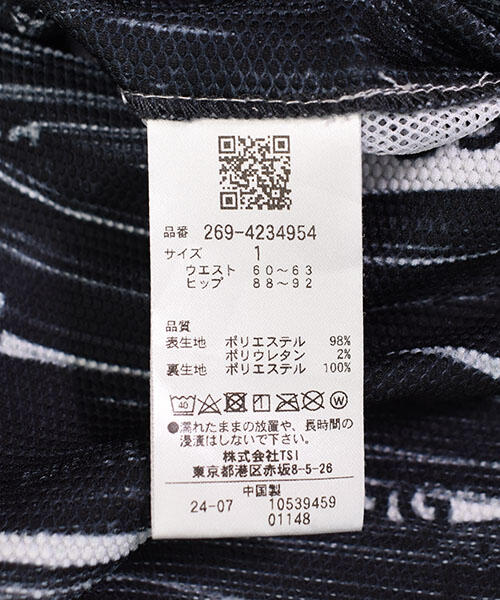 品番 269-4234954
サイズ 1
ウエスト 60～63
ヒップ 88～92
品質
表生地 ポリエステル 98%
ポリウレタン 2%
裏生地 ポリエステル 100%
40 W
●濡れたままの放置や、長時間の
浸漬はしないで下さい。
株式会社TSI
東京都港区赤坂8-5-26
中国製
24-07 10539459
01148